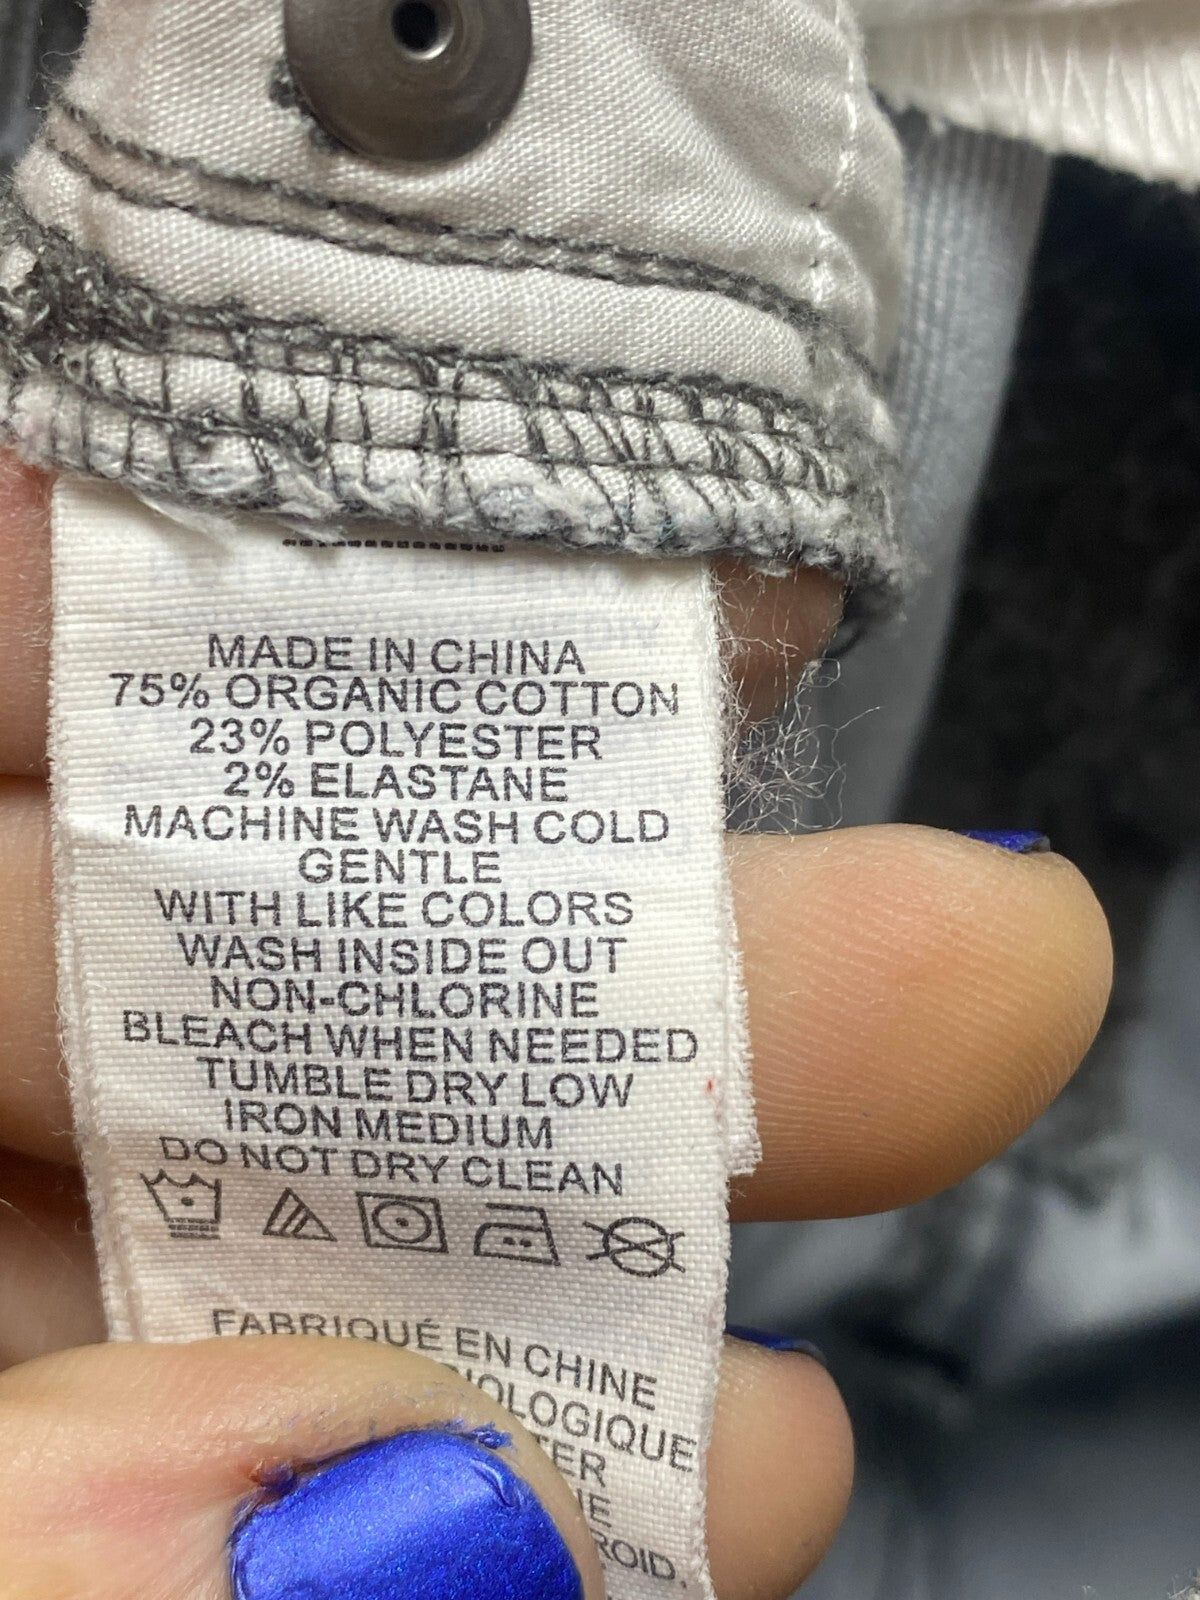 MADE IN CHINA
75% ORGANIC COTTON
23% POLYESTER
2% ELASTANE
MACHINE WASH COLD
GENTLE
WITH LIKE COLORS
WASH INSIDE OUT
NON-CHLORINE
BLEACH WHEN NEEDED
TUMBLE DRY LOW
IRON MEDIUM
DO NOT DRY CLEAN
FABRIQUÉ EN CHINE